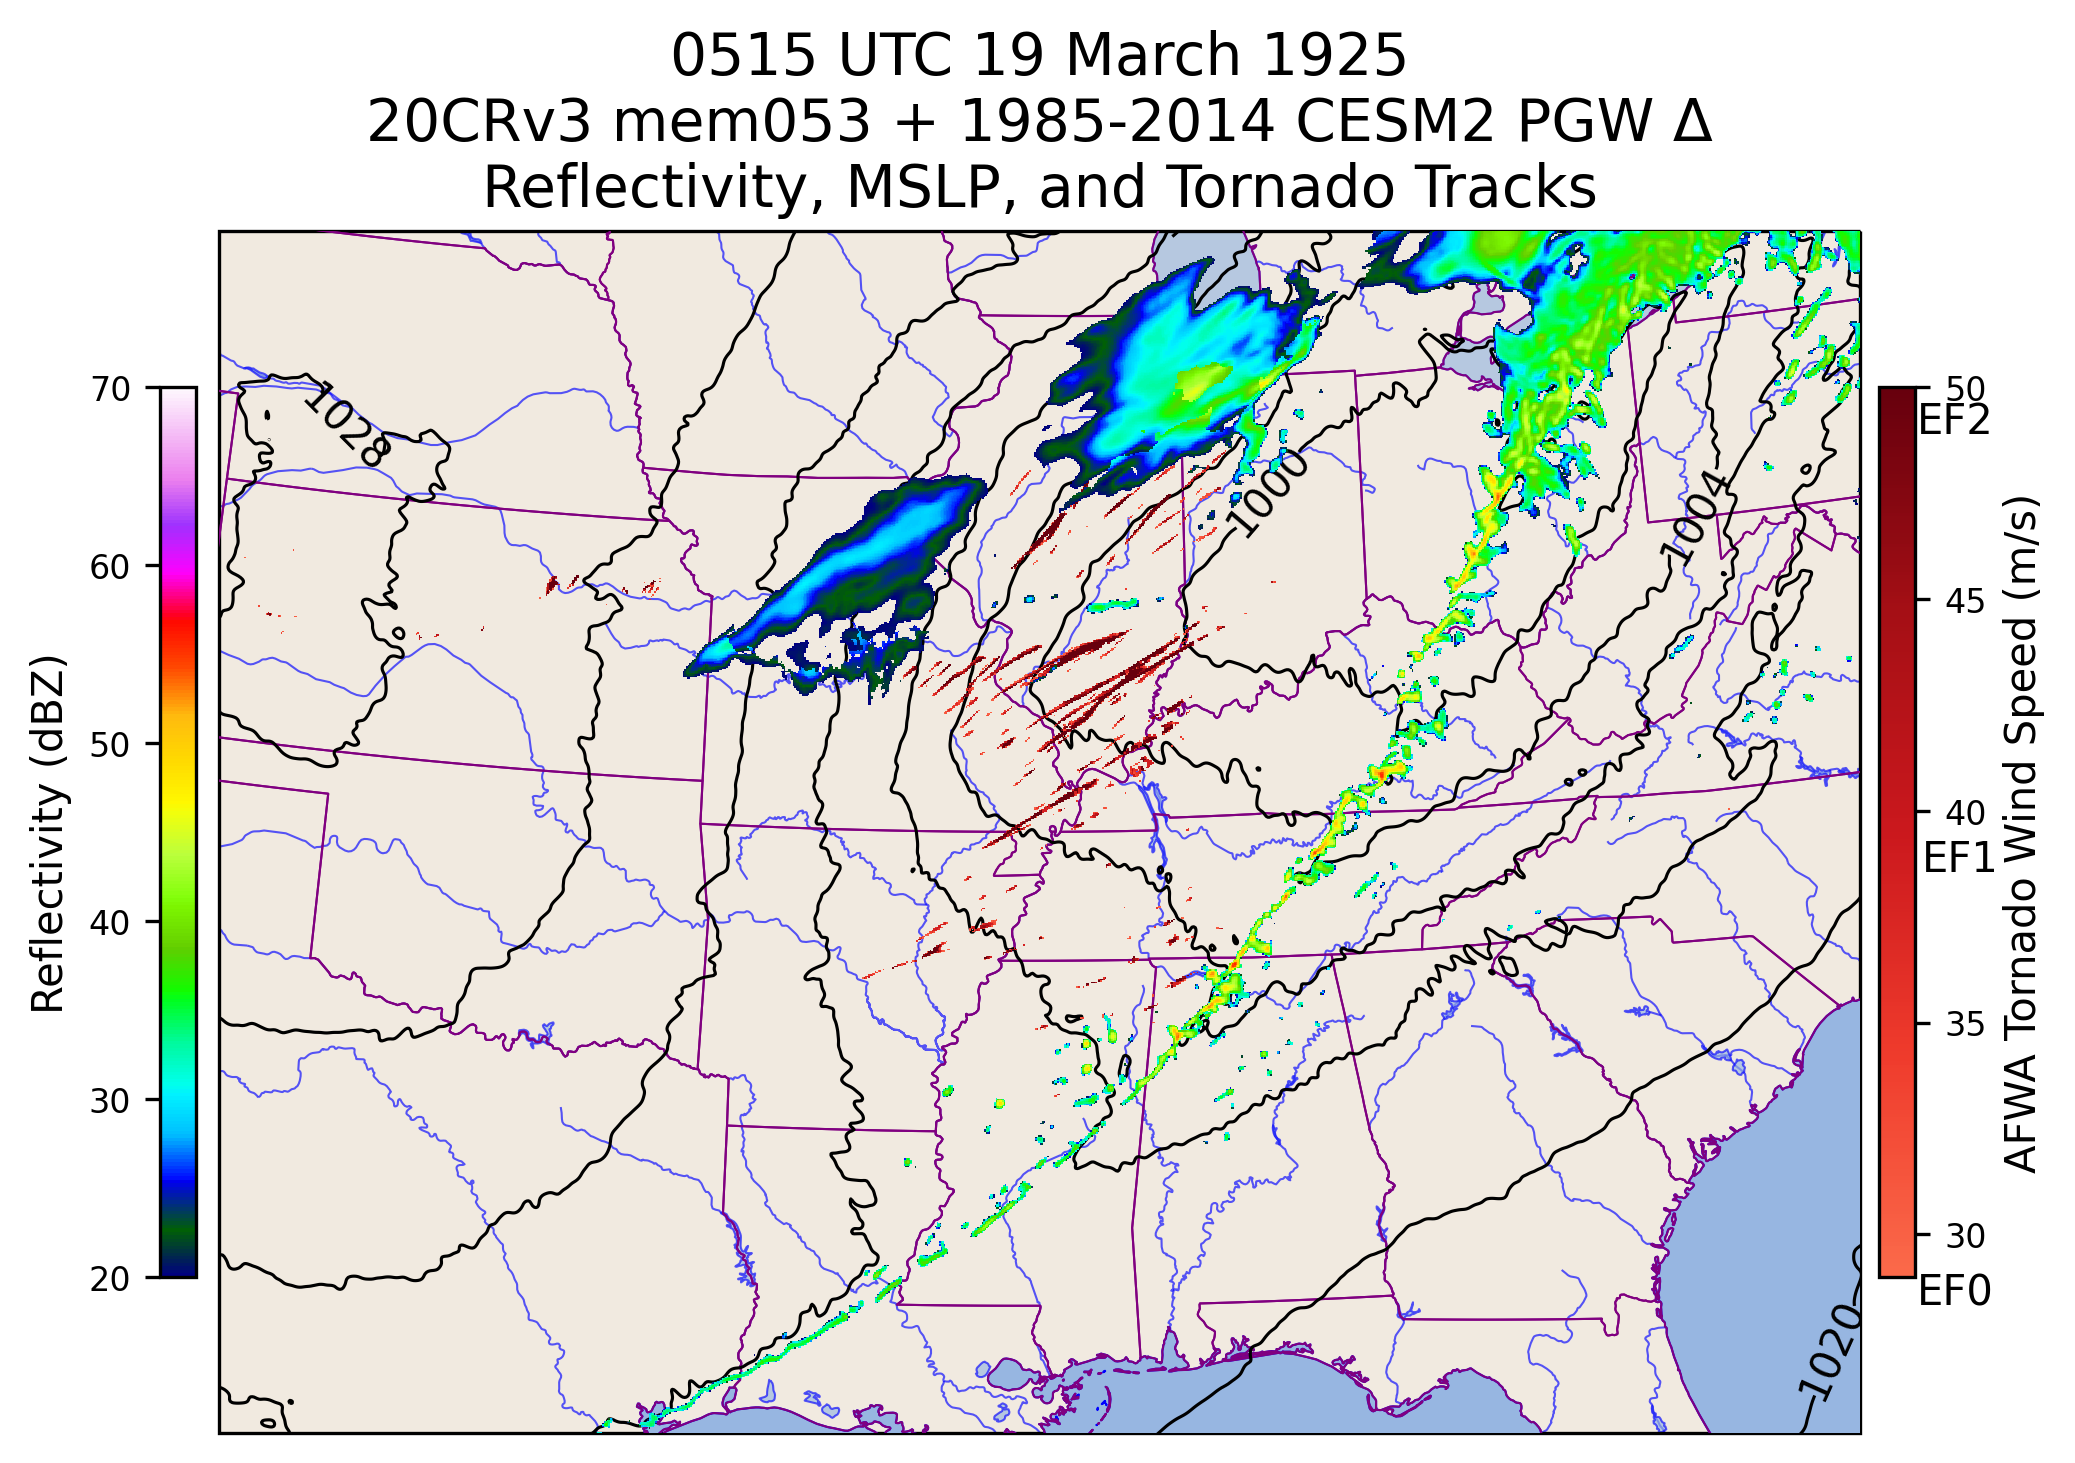 0515 UTC 19 March 1925
20CRv3 mem053 + 1985-2014 CESM2 PGW Δ
Reflectivity, MSLP, and Tornado Tracks
Reflectivity (dBZ)
70
60
50
40
30
20
1028
1000
1004
1020
50
EF2
45
40
EF1
35
30
EF0
AFWA Tornado Wind Speed (m/s)